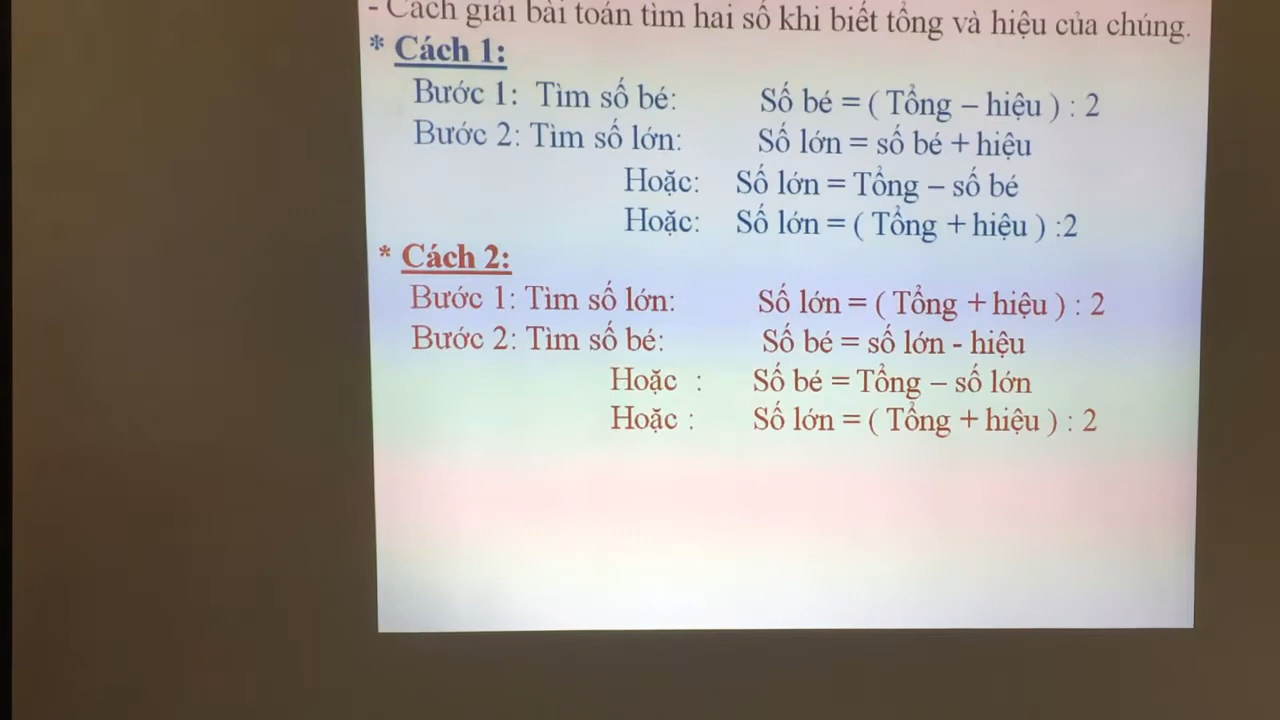 - Cách giải bài toán tìm hai số khi biết tổng và hiệu của chúng.
* Cách 1:
Bước 1: Tìm số bé: Số bé = ( Tổng – hiệu ) : 2
Bước 2: Tìm số lớn: Số lớn = số bé + hiệu
Hoặc: Số lớn = Tổng – số bé
Hoặc: Số lớn = ( Tổng + hiệu ) :2
* Cách 2:
Bước 1: Tìm số lớn: Số lớn = ( Tổng + hiệu ) : 2
Bước 2: Tìm số bé: Số bé = số lớn - hiệu
Hoặc : Số bé = Tổng – số lớn
Hoặc : Số lớn = ( Tổng + hiệu ) : 2